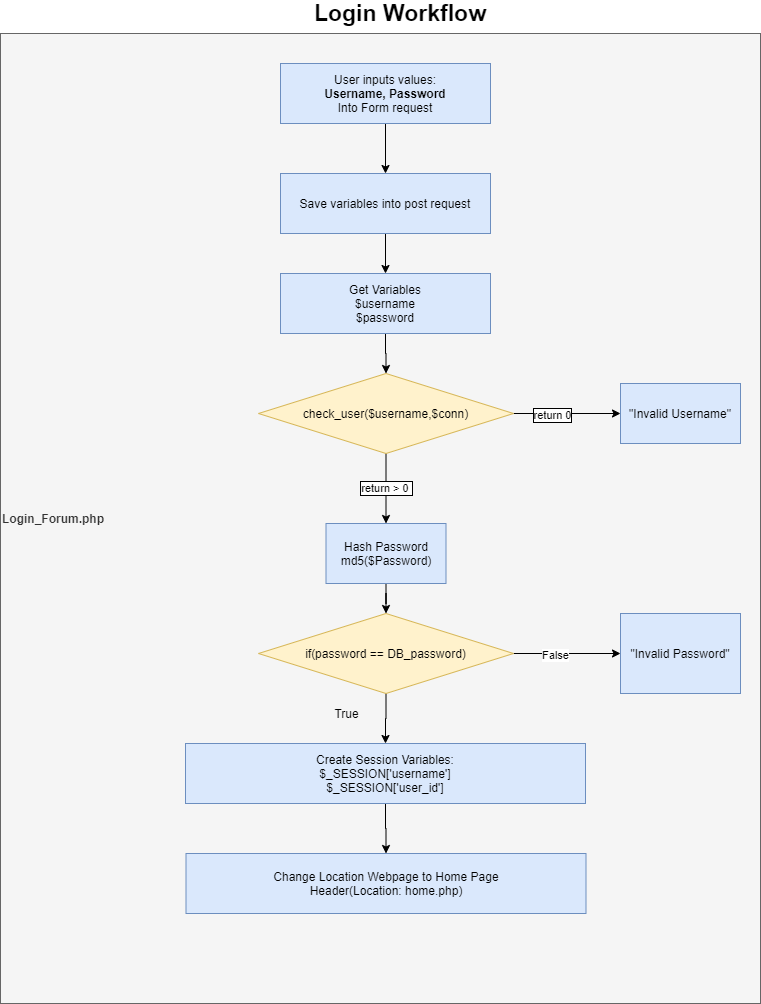 Login Workflow
User inputs values:
Username, Password
Into Form request
Save variables into post request
Get Variables
$username
$password
check_user($username,$conn)
return 0
"Invalid Username"
return > 0
Login_Forum.php
Hash Password
md5($Password)
if(password == DB_password)
False
"Invalid Password"
True
Create Session Variables:
$_SESSION['username']
$_SESSION['user_id']
Change Location Webpage to Home Page
Header(Location: home.php)